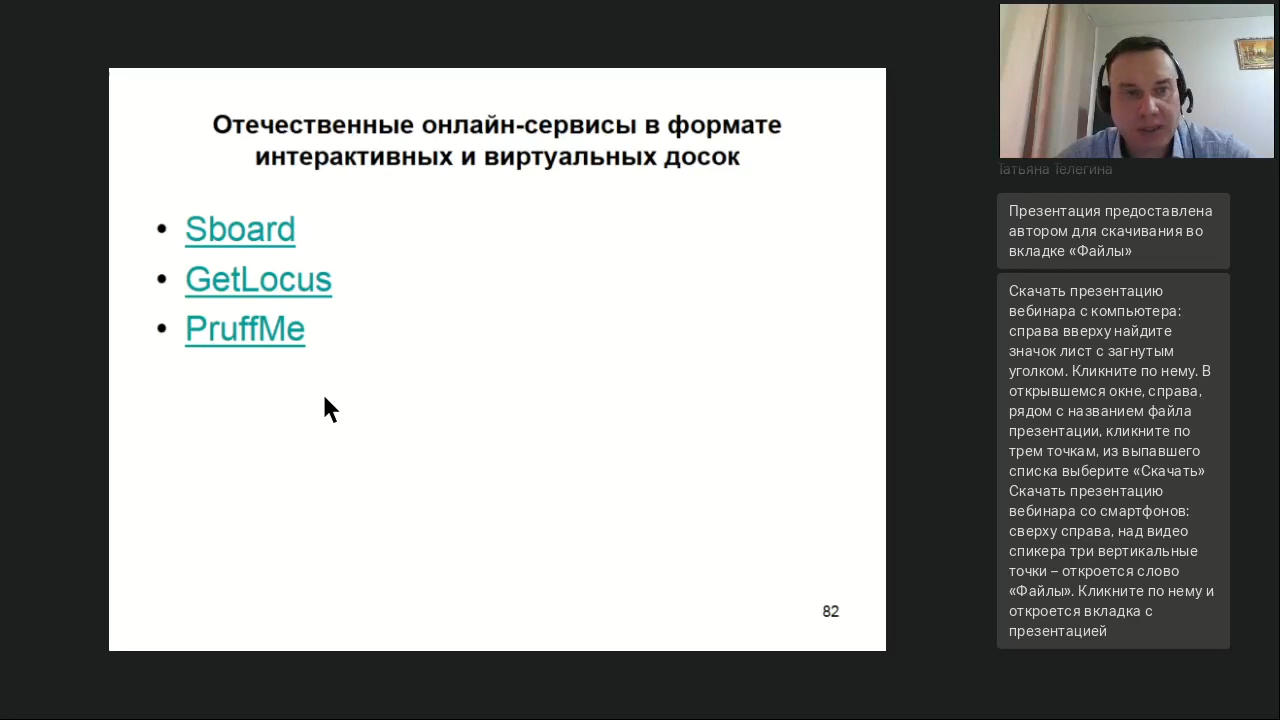 Отечественные онлайн-сервисы в формате
интерактивных и виртуальных досок
• Sboard
• GetLocus
• PruffMe
82
Татьяна Телегина
Презентация предоставлена
автором для скачивания во
вкладке «Файлы»
Скачать презентацию
вебинара с компьютера:
справа вверху найдите
значок лист с загнутым
уголком. Кликните по нему. В
открывшемся окне, справа,
рядом с названием файла
презентации, кликните по
трем точкам, из выпавшего
списка выберите «Скачать»
Скачать презентацию
вебинара со смартфонов:
сверху справа, над видео
спикера три вертикальные
точки – откроется слово
«Файлы». Кликните по нему и
откроется вкладка с
презентацией